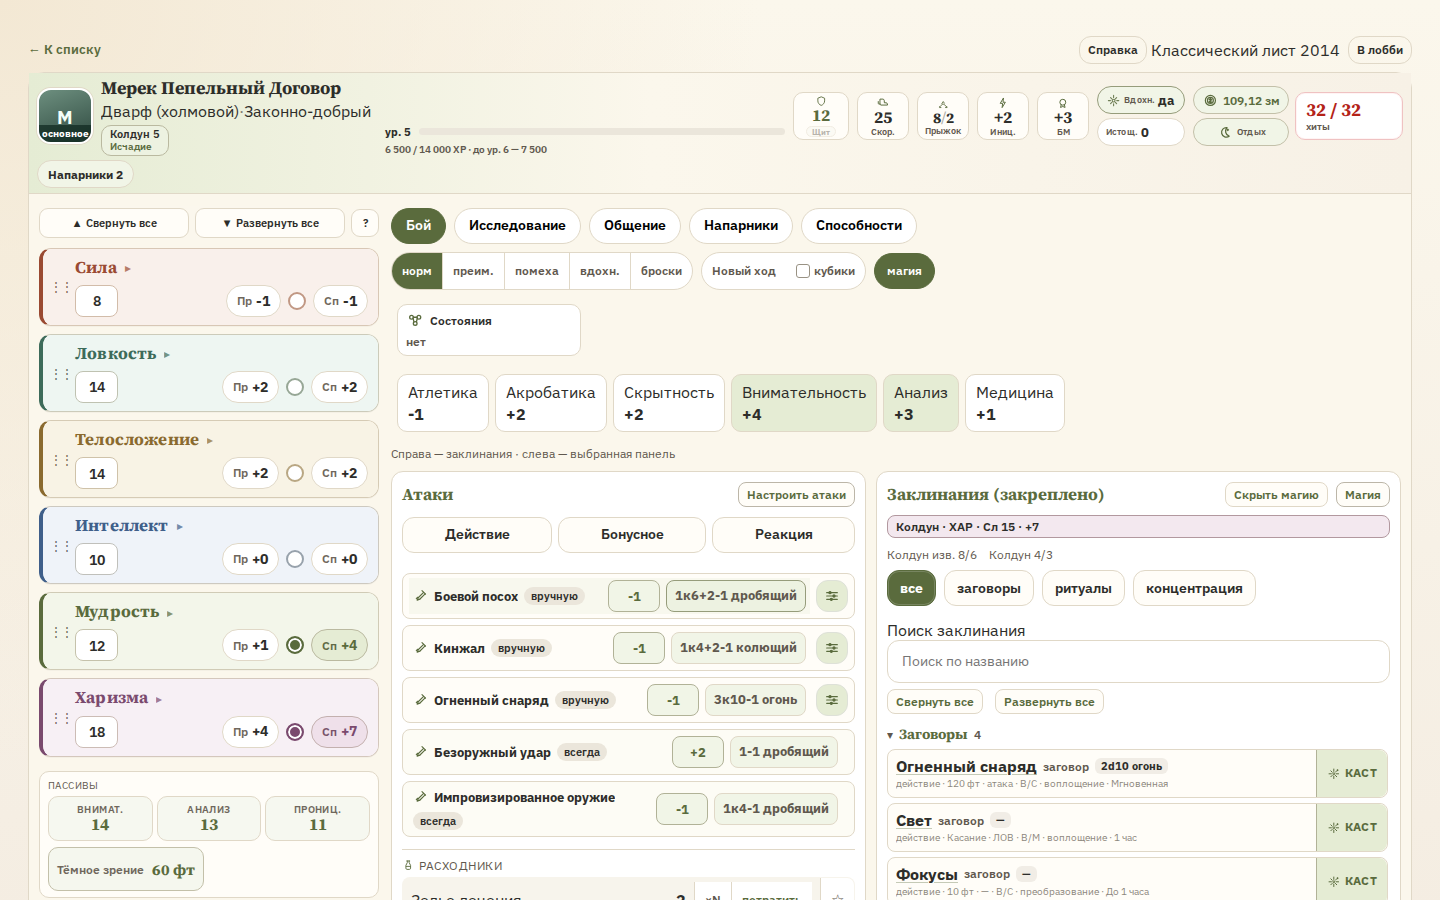 ← К списку
Справка
Классический лист 2014
В лобби
М
основное
Мерек Пепельный Договор
Дварф (холмовой)·Законно-добрый
Колдун 5
Исчадие
ур. 5
6 500 / 14 000 XP · до ур. 6 — 7 500
12
Щит
25
Скор.
8/2
Прыжок
+2
Иниц.
+3
БМ
Вдохн. да
Истощ. 0
109,12 зм
Отдых
32 / 32
хиты
Напарники 2
▲ Свернуть все
▼ Развернуть все
?
Сила ▸
8
Пр -1
Сп -1
Ловкость ▸
14
Пр +2
Сп +2
Телосложение ▸
14
Пр +2
Сп +2
Интеллект ▸
10
Пр +0
Сп +0
Мудрость ▸
12
Пр +1
Сп +4
Харизма ▸
18
Пр +4
Сп +7
ПАССИВЫ
ВНИМАТ.
14
АНАЛИЗ
13
ПРОНИЦ.
11
Тёмное зрение 60 фт
Бой
Исследование
Общение
Напарники
Способности
норм
преим.
помеха
вдохн.
броски
Новый ход
кубики
магия
Состояния
нет
Атлетика
-1
Акробатика
+2
Скрытность
+2
Внимательность
+4
Анализ
+3
Медицина
+1
Справа — заклинания · слева — выбранная панель
Атаки
Настроить атаки
Действие
Бонусное
Реакция
Боевой посох вручную -1 1к6+2-1 дробящий
Кинжал вручную -1 1к4+2-1 колющий
Огненный снаряд вручную -1 3к10-1 огонь
Безоружный удар всегда +2 1-1 дробящий
Импровизированное оружие
всегда
-1 1к4-1 дробящий
РАСХОДНИКИ
Зелье лечения 2 ×N потратить ☆
Заклинания (закреплено)
Скрыть магию
Магия
Колдун · ХАР · Сл 15 · +7
Колдун изв. 8/6 Колдун 4/3
все
заговоры
ритуалы
концентрация
Поиск заклинания
Поиск по названию
Свернуть все
Развернуть все
▾ Заговоры 4
Огненный снаряд заговор 2d10 огонь
действие · 120 фт · атака · В/С · воплощение · Мгновенная
КАСТ
Свет заговор —
действие · Касание · ЛОВ · В/М · воплощение · 1 час
КАСТ
Фокусы заговор —
действие · 10 фт · — · В/С · преобразование · До 1 часа
КАСТ